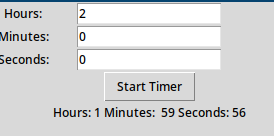 Hours: 2
Minutes: 0
Seconds: 0
Start Timer
Hours: 1 Minutes: 59 Seconds: 56